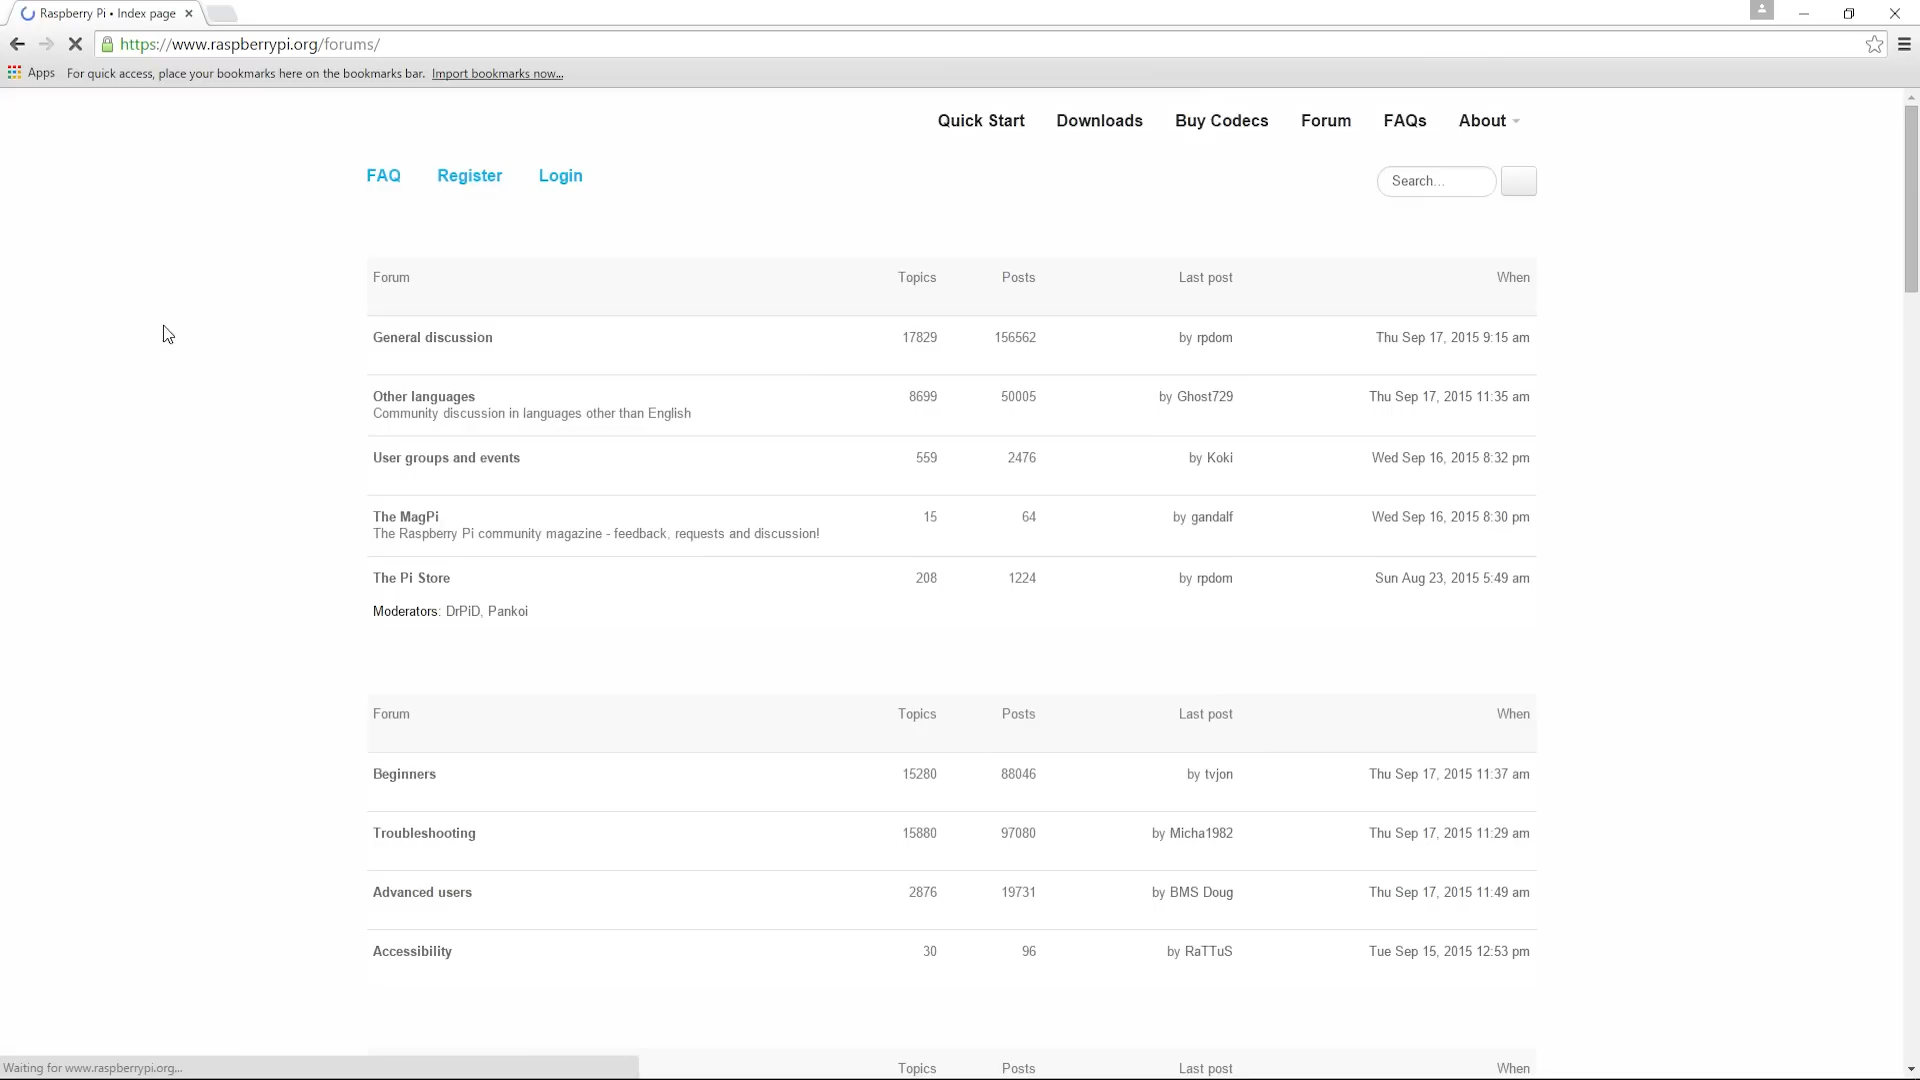 Raspberry Pi • Index page
https://www.raspberrypi.org/forums/
Apps For quick access, place your bookmarks here on the bookmarks bar. Import bookmarks now...
Quick Start Downloads Buy Codecs Forum FAQs About
FAQ Register Login Search...
Forum Topics Posts Last post When
General discussion 17829 156562 by rpdom Thu Sep 17, 2015 9:15 am
Other languages 8699 50005 by Ghost729 Thu Sep 17, 2015 11:35 am
Community discussion in languages other than English
User groups and events 559 2476 by Koki Wed Sep 16, 2015 8:32 pm
The MagPi 15 64 by gandalf Wed Sep 16, 2015 8:30 pm
The Raspberry Pi community magazine - feedback, requests and discussion!
The Pi Store 208 1224 by rpdom Sun Aug 23, 2015 5:49 am
Moderators: DrPiD, Pankoi
Forum Topics Posts Last post When
Beginners 15280 88046 by tvjon Thu Sep 17, 2015 11:37 am
Troubleshooting 15880 97080 by Micha1982 Thu Sep 17, 2015 11:29 am
Advanced users 2876 19731 by BMS Doug Thu Sep 17, 2015 11:49 am
Accessibility 30 96 by RaTTuS Tue Sep 15, 2015 12:53 pm
Waiting for www.raspberrypi.org... Topics Posts Last post When